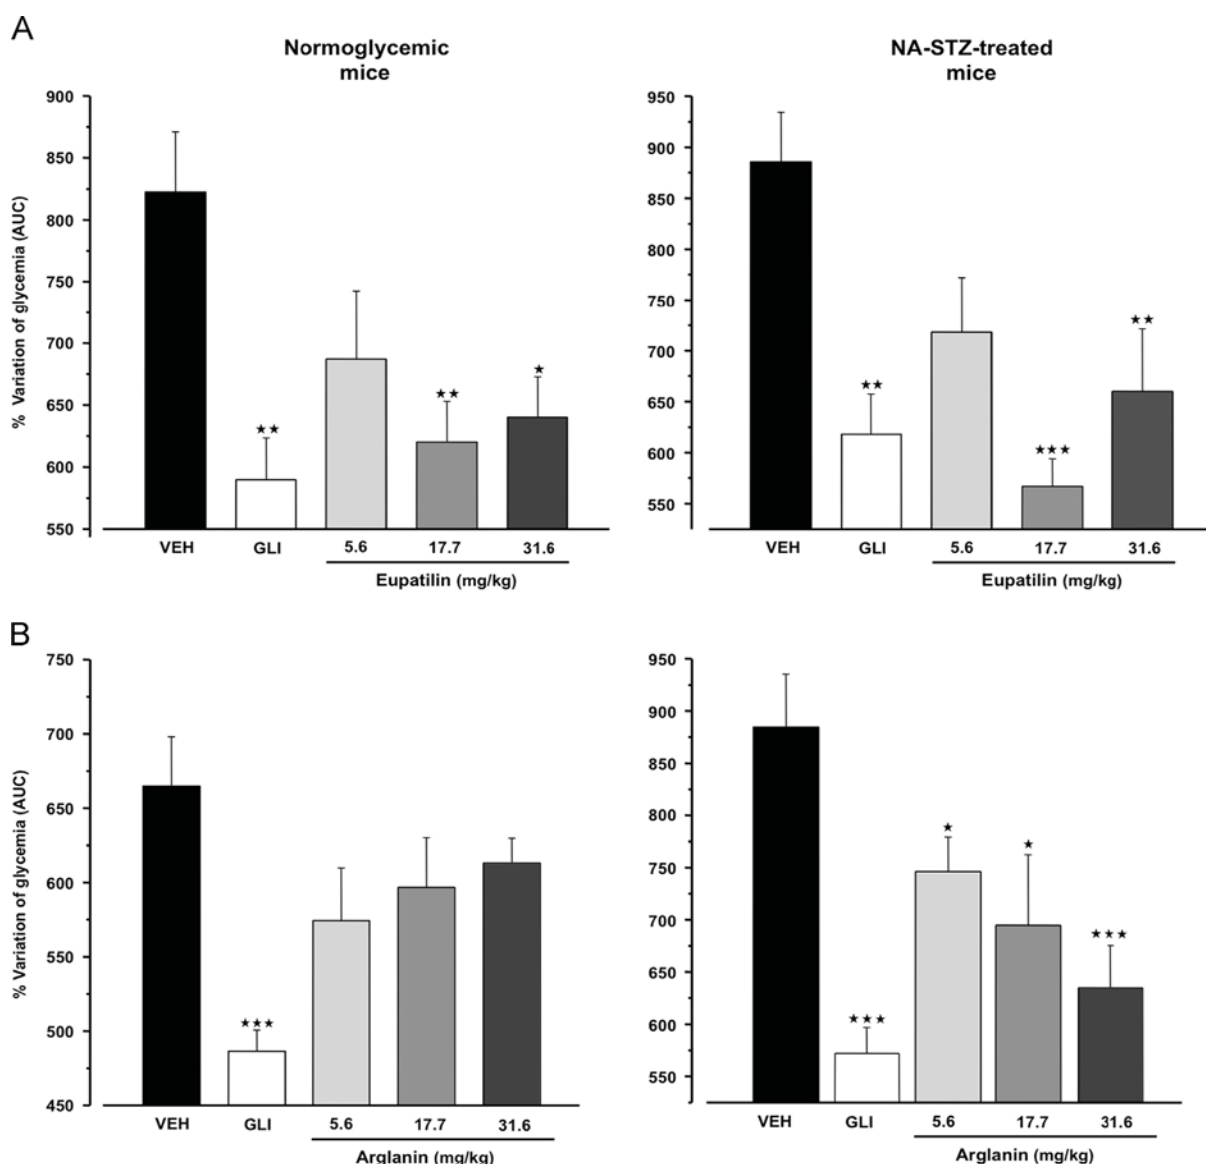 A
Normoglycemic
mice
NA-STZ-treated
mice
% Variation of glycemia (AUC)
900
850
800
750
700
650
600
550
★★
★★
★
VEH
GLI
5.6
17.7
31.6
Eupatilin (mg/kg)
950
900
850
800
750
700
650
600
550
★★
★★★
★★
VEH
GLI
5.6
17.7
31.6
Eupatilin (mg/kg)
B
% Variation of glycemia (AUC)
750
700
650
600
550
500
450
★★★
VEH
GLI
5.6
17.7
31.6
Arglanin (mg/kg)
950
900
850
800
750
700
650
600
550
★★★
★
★
★★★
VEH
GLI
5.6
17.7
31.6
Arglanin (mg/kg)